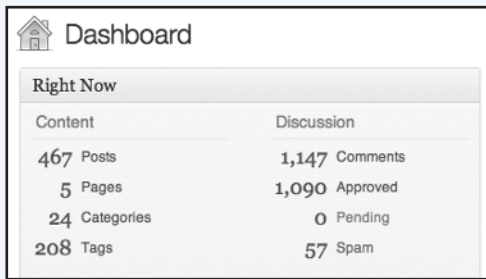 Dashboard
Right Now
Content
467 Posts
5 Pages
24 Categories
208 Tags
Discussion
1,147 Comments
1,090 Approved
0 Pending
57 Spam